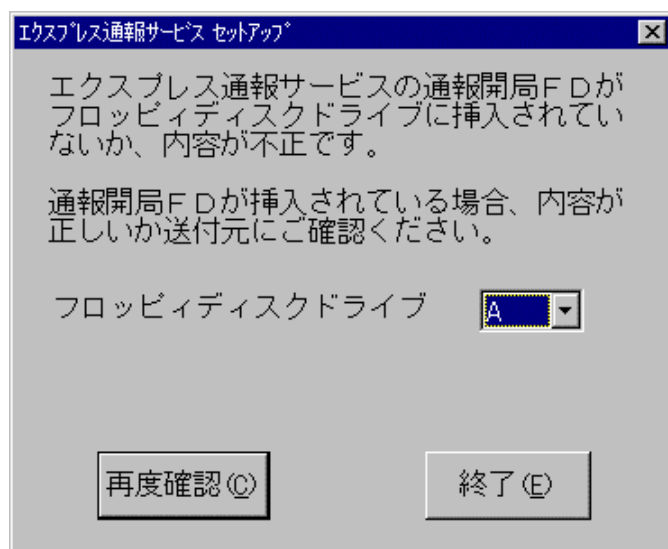 ｴｸｽﾌﾟﾚｽ通報ｻｰﾋﾞｽ ｾｯﾄｱｯﾌﾟ
エクスプレス通報サービスの通報開局ＦＤが
フロッピィディスクドライブに挿入されてい
ないか、内容が不正です。
通報開局ＦＤが挿入されている場合、内容が
正しいか送付元にご確認ください。
フロッピィディスクドライブ A
再度確認(C) 終了(E)